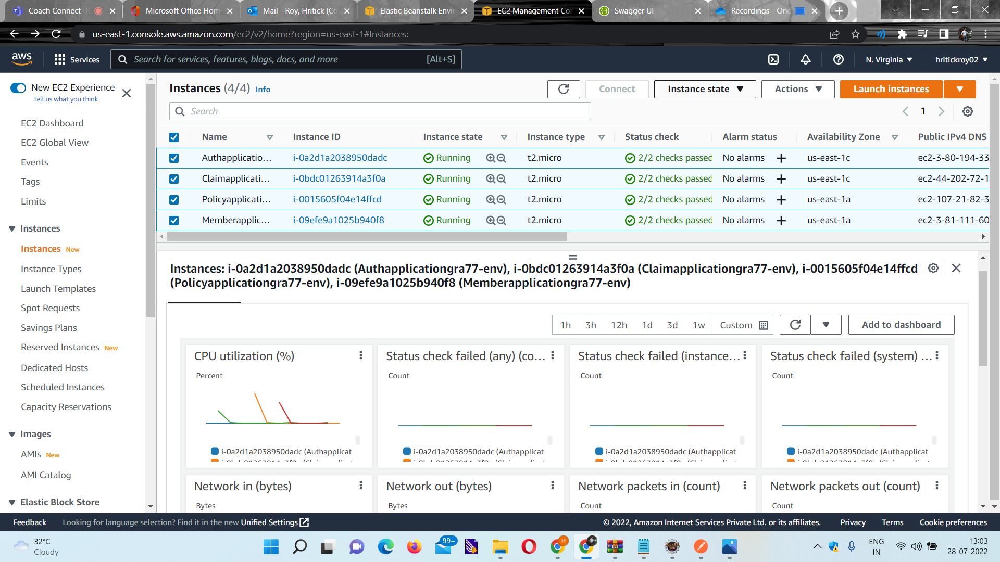 Coach Connect-
Microsoft Office Hom
Mail - Roy, Hritick (Co
Elastic Beanstalk Envir
EC2 Management Co
Swagger UI
Recordings - One
us-east-1.console.aws.amazon.com/ec2/v2/home?region=us-east-1#Instances:
aws
Services
Search for services, features, blogs, docs, and more
[Alt+S]
N. Virginia
hritickroy02
New EC2 Experience
Tell us what you think
EC2 Dashboard
EC2 Global View
Events
Tags
Limits
Instances
Instances New
Instance Types
Launch Templates
Spot Requests
Savings Plans
Reserved Instances New
Dedicated Hosts
Scheduled Instances
Capacity Reservations
Images
AMIs New
AMI Catalog
Elastic Block Store
Instances (4/4) Info
Connect
Instance state
Actions
Launch instances
Search
1
Name Instance ID Instance state Instance type Status check Alarm status Availability Zone Public IPv4 DNS
Authapplicatio... i-0a2d1a2038950dadc Running t2.micro 2/2 checks passed No alarms + us-east-1c ec2-3-80-194-33
Claimapplicati... i-0bdc01263914a3f0a Running t2.micro 2/2 checks passed No alarms + us-east-1c ec2-44-202-72-1
Policyapplicati... i-0015605f04e14ffcd Running t2.micro 2/2 checks passed No alarms + us-east-1a ec2-107-21-82-3
Memberapplic... i-09efe9a1025b940f8 Running t2.micro 2/2 checks passed No alarms + us-east-1a ec2-3-81-111-60
Instances: i-0a2d1a2038950dadc (Authapplicationgra77-env), i-0bdc01263914a3f0a (Claimapplicationgra77-env), i-0015605f04e14ffcd
(Policyapplicationgra77-env), i-09efe9a1025b940f8 (Memberapplicationgra77-env)
1h 3h 12h 1d 3d 1w Custom
Add to dashboard
CPU utilization (%)
Percent
i-0a2d1a2038950dadc (Authapplicat
Status check failed (any) (co...
Count
i-0a2d1a2038950dadc (Authapplicat
Status check failed (instance...
Count
i-0a2d1a2038950dadc (Authapplicat
Status check failed (system) ...
Count
i-0a2d1a2038950dadc (Authapplicat
Network in (bytes)
Bytes
Network out (bytes)
Bytes
Network packets in (count)
Count
Network packets out (count)
Count
Feedback
Looking for language selection? Find it in the new Unified Settings
© 2022, Amazon Internet Services Private Ltd. or its affiliates.
Privacy
Terms
Cookie preferences
32°C
Cloudy
99+
H
ENG
IN
13:03
28-07-2022